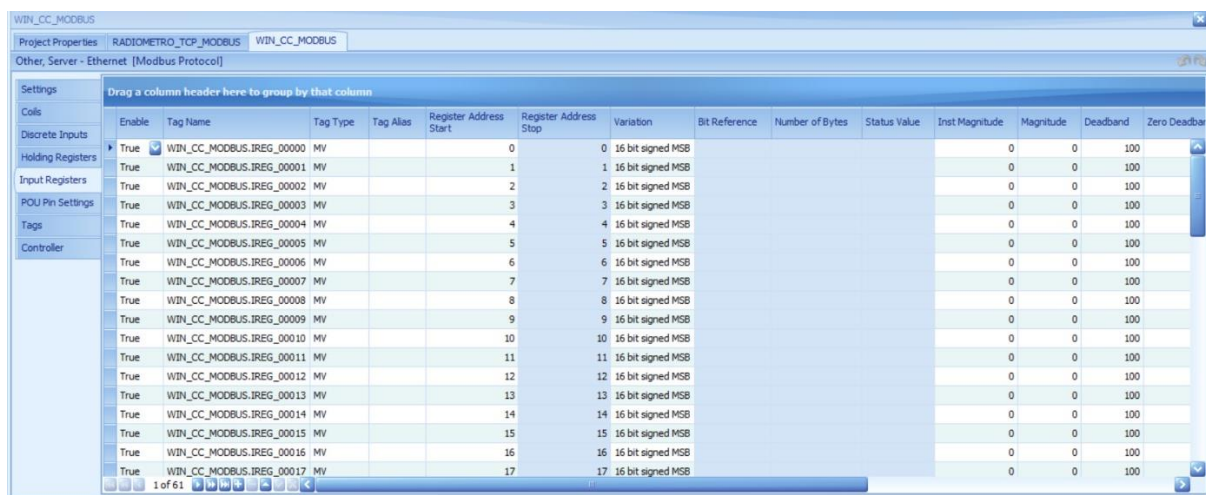 WIN_CC_MODBUS
Project Properties RADIOMETRO_TCP_MODBUS WIN_CC_MODBUS
Other, Server - Ethernet [Modbus Protocol]
Settings
Coils
Discrete Inputs
Holding Registers
Input Registers
POU Pin Settings
Tags
Controller
Drag a column header here to group by that column
Enable Tag Name Tag Type Tag Alias Register Address Start Register Address Stop Variation Bit Reference Number of Bytes Status Value Inst Magnitude Magnitude Deadband Zero Deadban
True WIN_CC_MODBUS.IREG_00000 MV 0 0 16 bit signed MSB 0 0 100
True WIN_CC_MODBUS.IREG_00001 MV 1 1 16 bit signed MSB 0 0 100
True WIN_CC_MODBUS.IREG_00002 MV 2 2 16 bit signed MSB 0 0 100
True WIN_CC_MODBUS.IREG_00003 MV 3 3 16 bit signed MSB 0 0 100
True WIN_CC_MODBUS.IREG_00004 MV 4 4 16 bit signed MSB 0 0 100
True WIN_CC_MODBUS.IREG_00005 MV 5 5 16 bit signed MSB 0 0 100
True WIN_CC_MODBUS.IREG_00006 MV 6 6 16 bit signed MSB 0 0 100
True WIN_CC_MODBUS.IREG_00007 MV 7 7 16 bit signed MSB 0 0 100
True WIN_CC_MODBUS.IREG_00008 MV 8 8 16 bit signed MSB 0 0 100
True WIN_CC_MODBUS.IREG_00009 MV 9 9 16 bit signed MSB 0 0 100
True WIN_CC_MODBUS.IREG_00010 MV 10 10 16 bit signed MSB 0 0 100
True WIN_CC_MODBUS.IREG_00011 MV 11 11 16 bit signed MSB 0 0 100
True WIN_CC_MODBUS.IREG_00012 MV 12 12 16 bit signed MSB 0 0 100
True WIN_CC_MODBUS.IREG_00013 MV 13 13 16 bit signed MSB 0 0 100
True WIN_CC_MODBUS.IREG_00014 MV 14 14 16 bit signed MSB 0 0 100
True WIN_CC_MODBUS.IREG_00015 MV 15 15 16 bit signed MSB 0 0 100
True WIN_CC_MODBUS.IREG_00016 MV 16 16 16 bit signed MSB 0 0 100
True WIN_CC_MODBUS.IREG_00017 MV 17 17 16 bit signed MSB 0 0 100
1 of 61